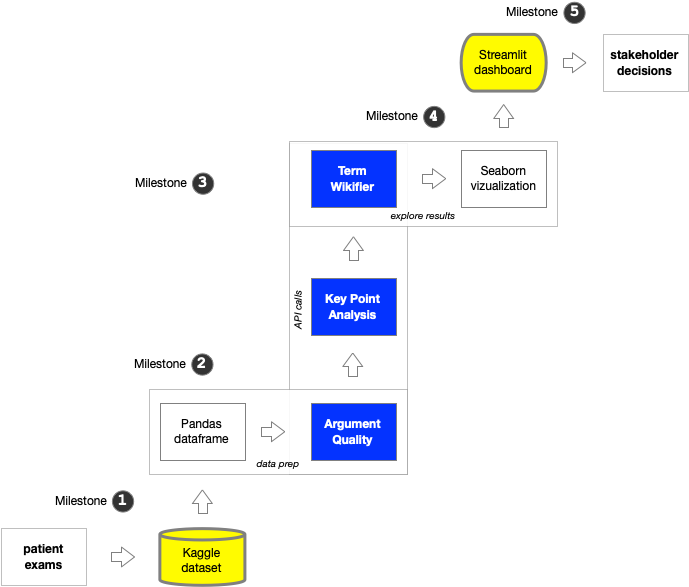 Milestone 5
Streamlit
dashboard
stakeholder
decisions
Milestone 4
Milestone 3
Term
Wikifier
Seaborn
vizualization
explore results
API calls
Key Point
Analysis
Milestone 2
Pandas
dataframe
Argument
Quality
data prep
Milestone 1
patient
exams
Kaggle
dataset